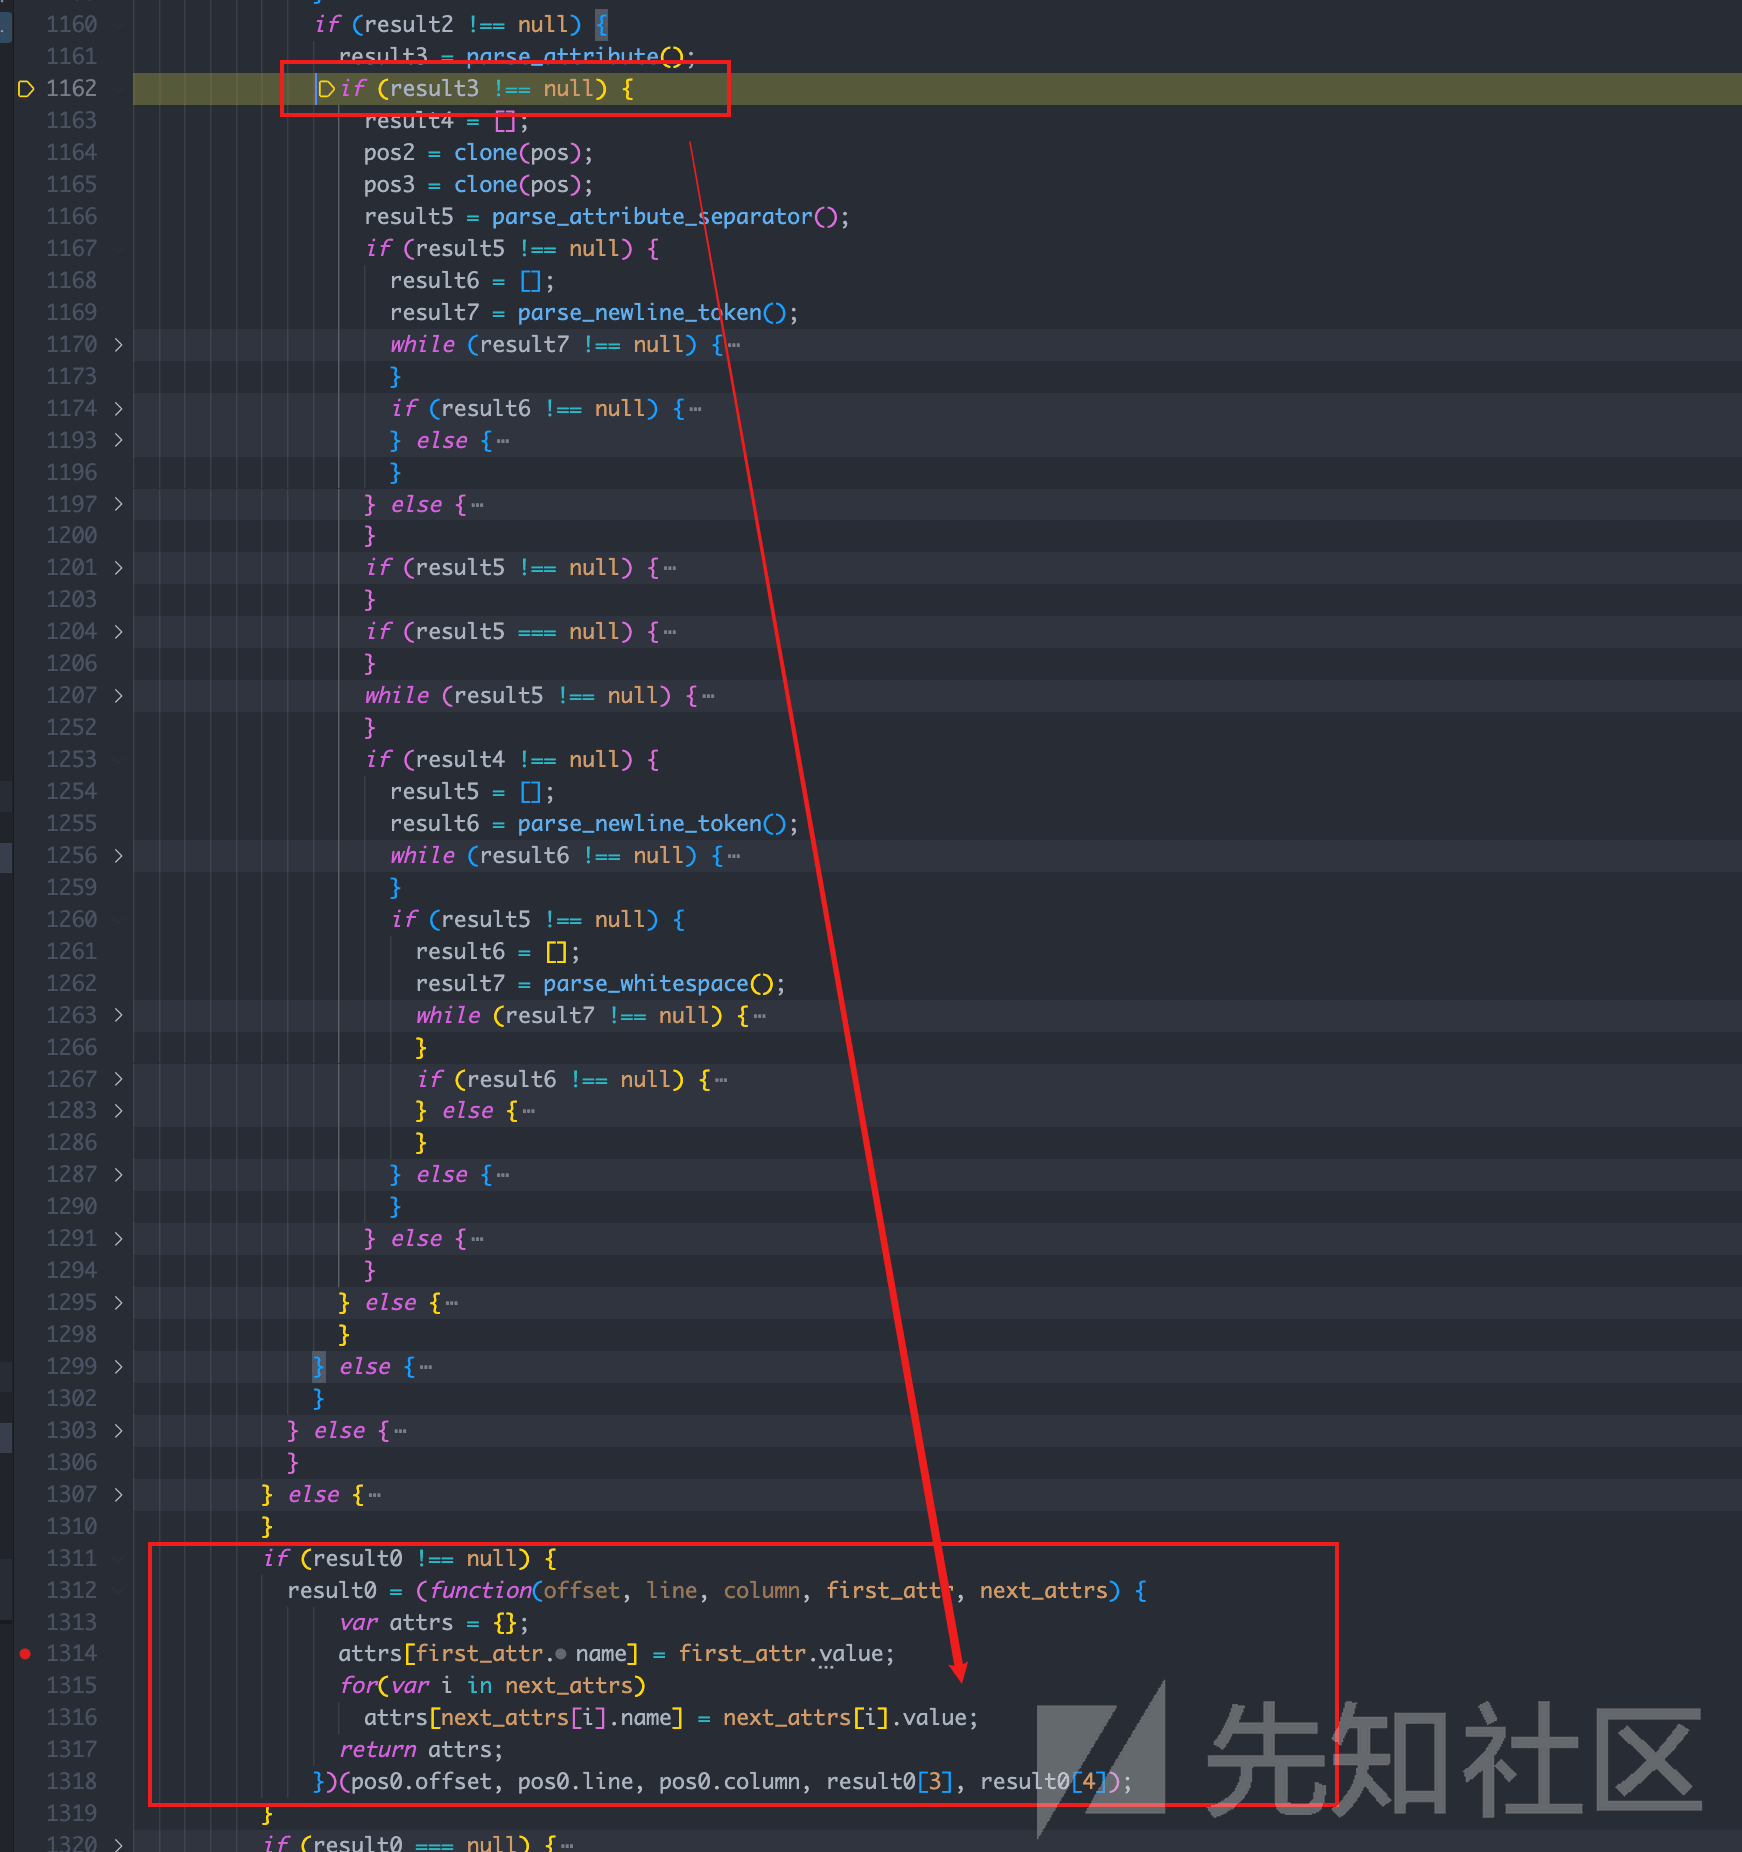 1160 if (result2 !== null) {
1161 result3 = parse_attribute();
1162 if (result3 !== null) {
1163 result4 = [];
1164 pos2 = clone(pos);
1165 pos3 = clone(pos);
1166 result5 = parse_attribute_separator();
1167 if (result5 !== null) {
1168 result6 = [];
1169 result7 = parse_newline_token();
1170 while (result7 !== null) {⋯
1173 }
1174 if (result6 !== null) {⋯
1193 } else {⋯
1196 }
1197 } else {⋯
1200 }
1201 if (result5 !== null) {⋯
1203 }
1204 if (result5 === null) {⋯
1206 }
1207 while (result5 !== null) {⋯
1252 }
1253 if (result4 !== null) {
1254 result5 = [];
1255 result6 = parse_newline_token();
1256 while (result6 !== null) {⋯
1259 }
1260 if (result5 !== null) {
1261 result6 = [];
1262 result7 = parse_whitespace();
1263 while (result7 !== null) {⋯
1266 }
1267 if (result6 !== null) {⋯
1283 } else {⋯
1286 }
1287 } else {⋯
1290 }
1291 } else {⋯
1294 }
1295 } else {⋯
1298 }
1299 } else {⋯
1302 }
1303 } else {⋯
1306 }
1307 } else {⋯
1310 }
1311 if (result0 !== null) {
1312 result0 = (function(offset, line, column, first_attr, next_attrs) {
1313 var attrs = {};
1314 attrs[first_attr.name] = first_attr.value;
1315 for(var i in next_attrs)
1316 attrs[next_attrs[i].name] = next_attrs[i].value;
1317 return attrs;
1318 })(pos0.offset, pos0.line, pos0.column, result0[3], result0[4]);
1319 }
1320 if (result0 === null) {⋯
先知社区